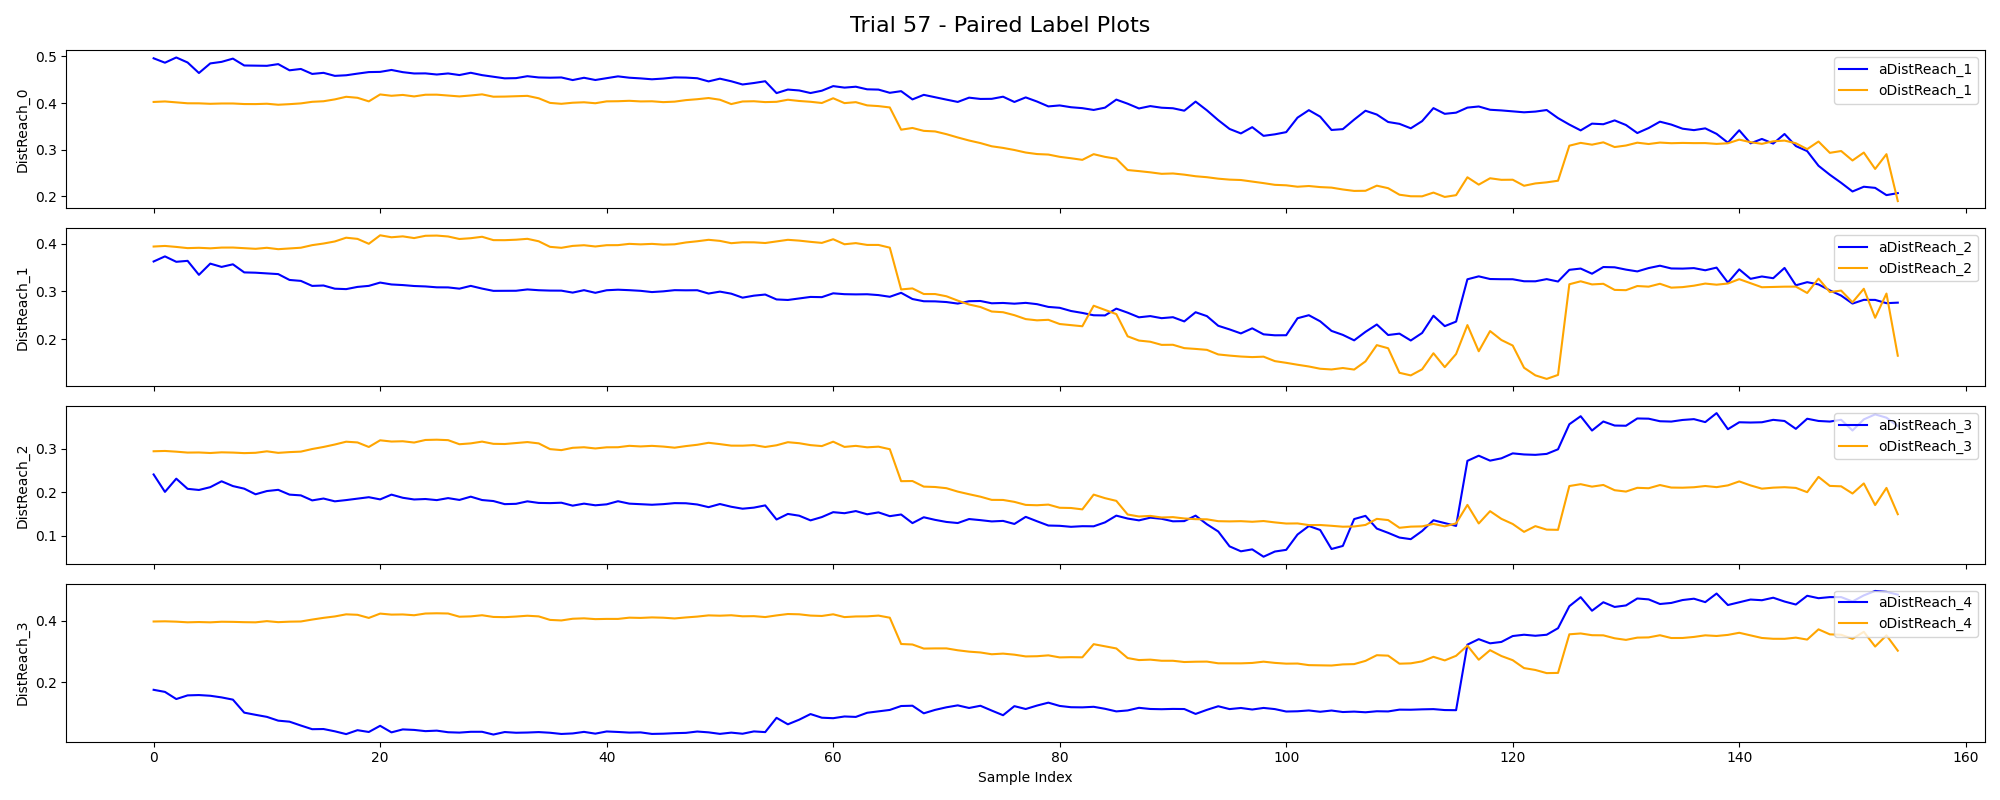 Trial 57 - Paired Label Plots
DistReach_0
0.5
0.4
0.3
0.2
aDistReach_1
oDistReach_1
DistReach_1
0.4
0.3
0.2
aDistReach_2
oDistReach_2
DistReach_2
0.3
0.2
0.1
aDistReach_3
oDistReach_3
DistReach_3
0.4
0.2
aDistReach_4
oDistReach_4
0 20 40 60 80 100 120 140 160
Sample Index